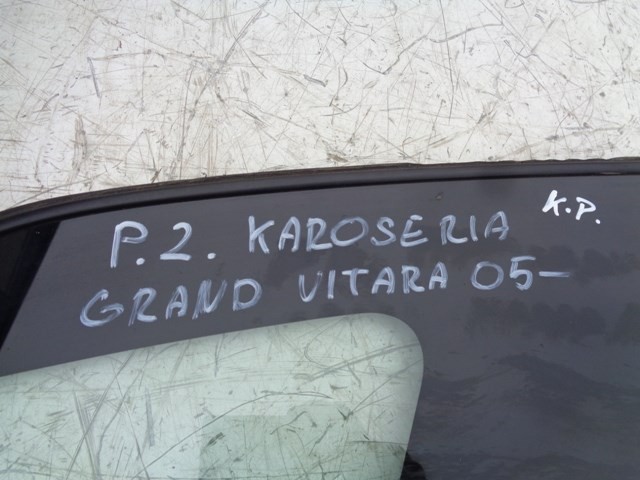 P.2. KAROSERIA K.P.
GRAND VITARA 05-